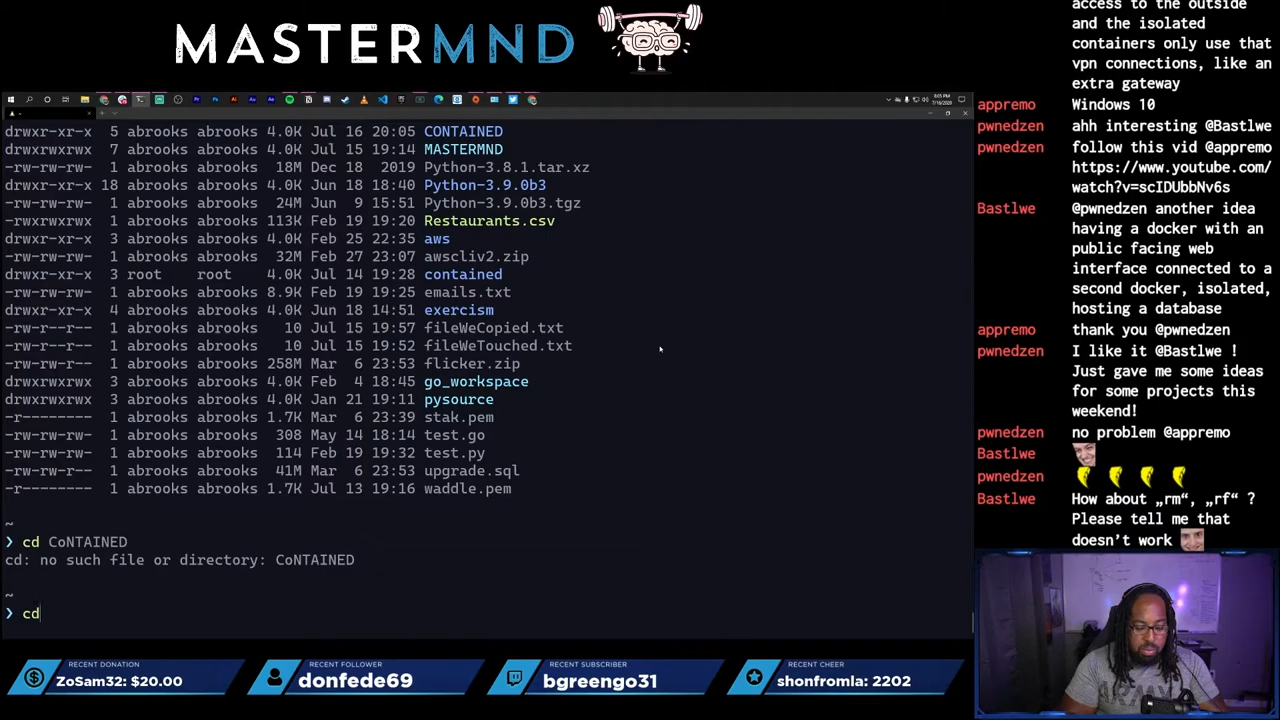 MASTERMND
8:05 PM
7/16/2020
drwxr-xr-x 5 abrooks abrooks 4.0K Jul 16 20:05 CONTAINED
drwxrwxrwx 7 abrooks abrooks 4.0K Jul 15 19:14 MASTERMND
-rw-rw-rw- 1 abrooks abrooks 18M Dec 18 2019 Python-3.8.1.tar.xz
drwxr-xr-x 18 abrooks abrooks 4.0K Jun 18 18:40 Python-3.9.0b3
-rw-rw-rw- 1 abrooks abrooks 24M Jun 9 15:51 Python-3.9.0b3.tgz
-rwxrwxrwx 1 abrooks abrooks 113K Feb 19 19:20 Restaurants.csv
drwxr-xr-x 3 abrooks abrooks 4.0K Feb 25 22:35 aws
-rw-rw-rw- 1 abrooks abrooks 32M Feb 27 23:07 awscliv2.zip
drwxr-xr-x 3 root root 4.0K Jul 14 19:28 contained
-rw-rw-rw- 1 abrooks abrooks 8.9K Feb 19 19:25 emails.txt
drwxr-xr-x 4 abrooks abrooks 4.0K Jun 18 14:51 exercism
-rw-r--r-- 1 abrooks abrooks 10 Jul 15 19:57 fileWeCopied.txt
-rw-r--r-- 1 abrooks abrooks 10 Jul 15 19:52 fileWeTouched.txt
-rw-r--r-- 1 abrooks abrooks 258M Mar 6 23:53 flicker.zip
drwxrwxrwx 3 abrooks abrooks 4.0K Feb 4 18:45 go_workspace
drwxrwxrwx 3 abrooks abrooks 4.0K Jan 21 19:11 pysource
-r-------- 1 abrooks abrooks 1.7K Mar 6 23:39 stak.pem
-rw-rw-rw- 1 abrooks abrooks 308 May 14 18:14 test.go
-rw-rw-rw- 1 abrooks abrooks 114 Feb 19 19:32 test.py
-rw-r--r-- 1 abrooks abrooks 41M Mar 6 23:53 upgrade.sql
-r-------- 1 abrooks abrooks 1.7K Jul 13 19:16 waddle.pem
~
❯ cd CoNTAINED
cd: no such file or directory: CoNTAINED
~
❯ cd
access to the outside
and the isolated
containers only use that
vpn connections, like an
extra gateway
appremo Windows 10
pwnedzen ahh interesting @Bastlwe
pwnedzen follow this vid @appremo
https://www.youtube.com/
watch?v=scIDUbbNv6s
Bastlwe @pwnedzen another idea
having a docker with an
public facing web
interface connected to a
second docker, isolated,
hosting a database
appremo thank you @pwnedzen
pwnedzen I like it @Bastlwe !
Just gave me some ideas
for some projects this
weekend!
pwnedzen no problem @appremo
Bastlwe
pwnedzen
Bastlwe How about „rm“, „rf“ ?
Please tell me that
doesn’t work
RECENT DONATION
ZoSam32: $20.00
RECENT FOLLOWER
donfede69
RECENT SUBSCRIBER
bgreengo31
RECENT CHEER
shonfromla: 2202
ARMY